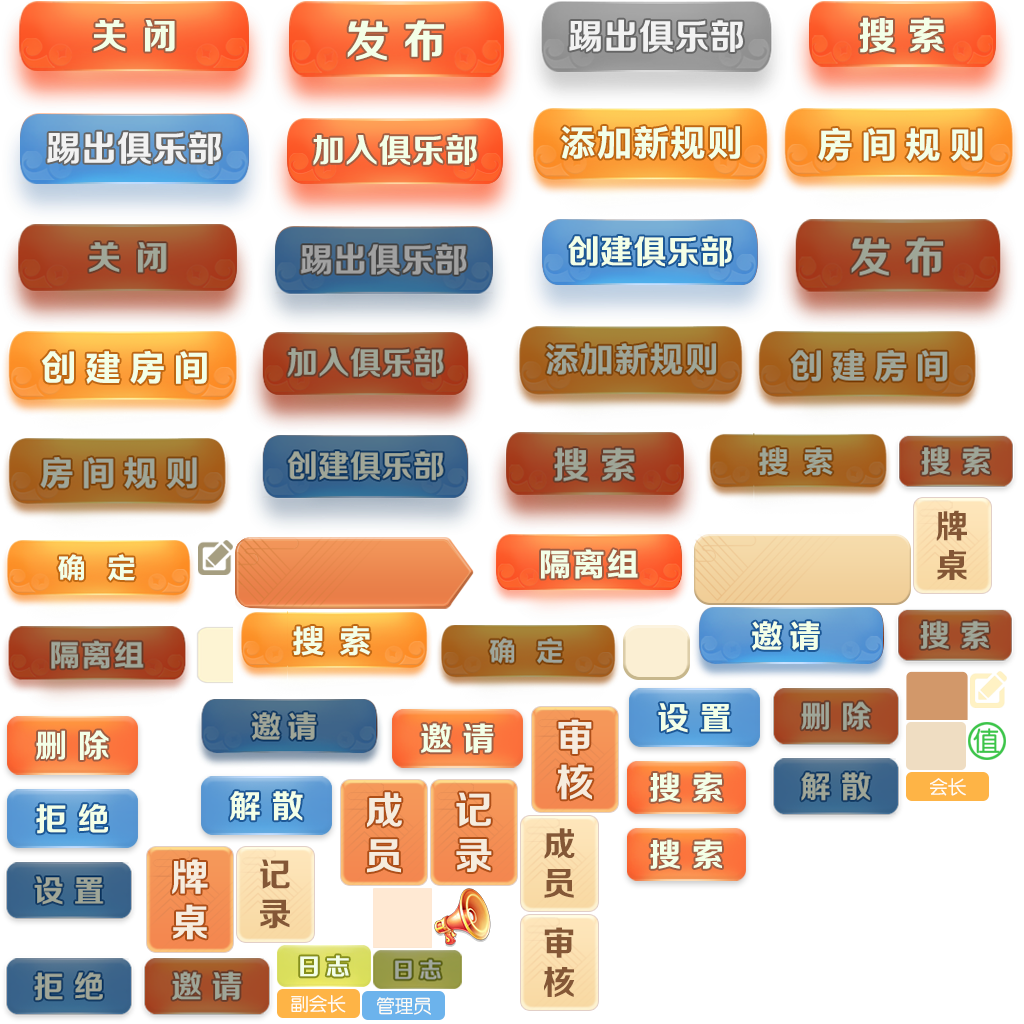 关闭
发布
踢出俱乐部
搜索
踢出俱乐部
加入俱乐部
添加新规则
房间规则
关闭
踢出俱乐部
创建俱乐部
发布
创建房间
加入俱乐部
添加新规则
创建房间
房间规则
创建俱乐部
搜索
搜索
搜索
牌桌
确定
隔离组
隔离组
搜索
确定
邀请
搜索
删除
邀请
邀请
审核
设置
删除
值
会长
拒绝
解散
成员
记录
搜索
解散
成员
搜索
设置
牌桌
记录
审核
拒绝
邀请
日志
日志
副会长
管理员